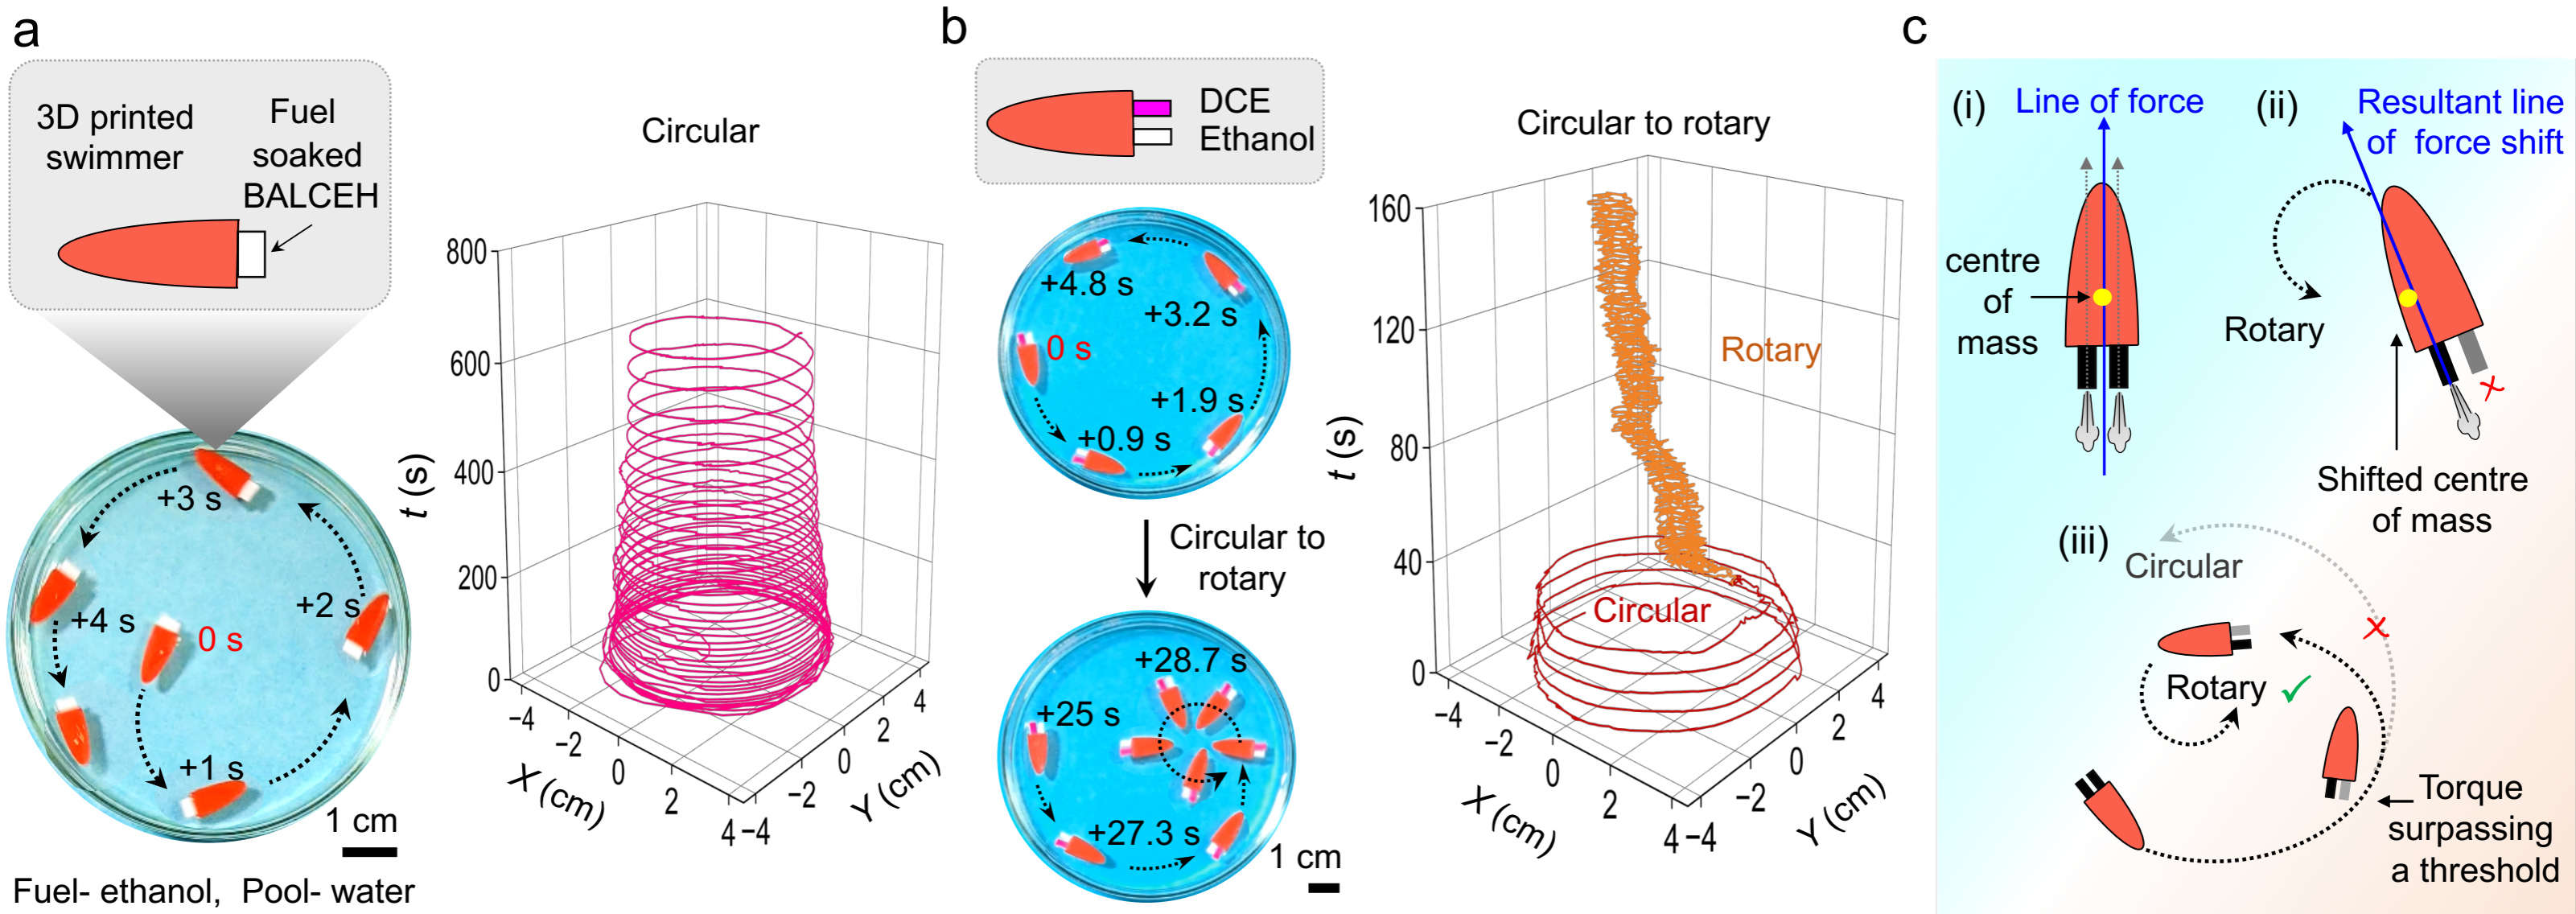 a
3D printed
swimmer
Fuel
soaked
BALCEH
+3 s
+4 s
0 s
+2 s
+1 s
1 cm
Fuel- ethanol, Pool- water
Circular
800
600
400
200
0
t (s)
−4
−2
0
2
4
X (cm)
−4
−2
0
2
4
Y (cm)
b
DCE
Ethanol
+4.8 s
+3.2 s
0 s
+1.9 s
+0.9 s
Circular to
rotary
+28.7 s
+25 s
+27.3 s
1 cm
Circular to rotary
160
120
80
40
0
t (s)
Rotary
Circular
−4
−2
0
2
4
X (cm)
−4
−2
0
2
4
Y (cm)
c
(i)
Line of force
centre
of
mass
(ii)
Resultant line
of force shift
Rotary
Shifted centre
of mass
(iii)
Circular
Rotary
Torque
surpassing
a threshold